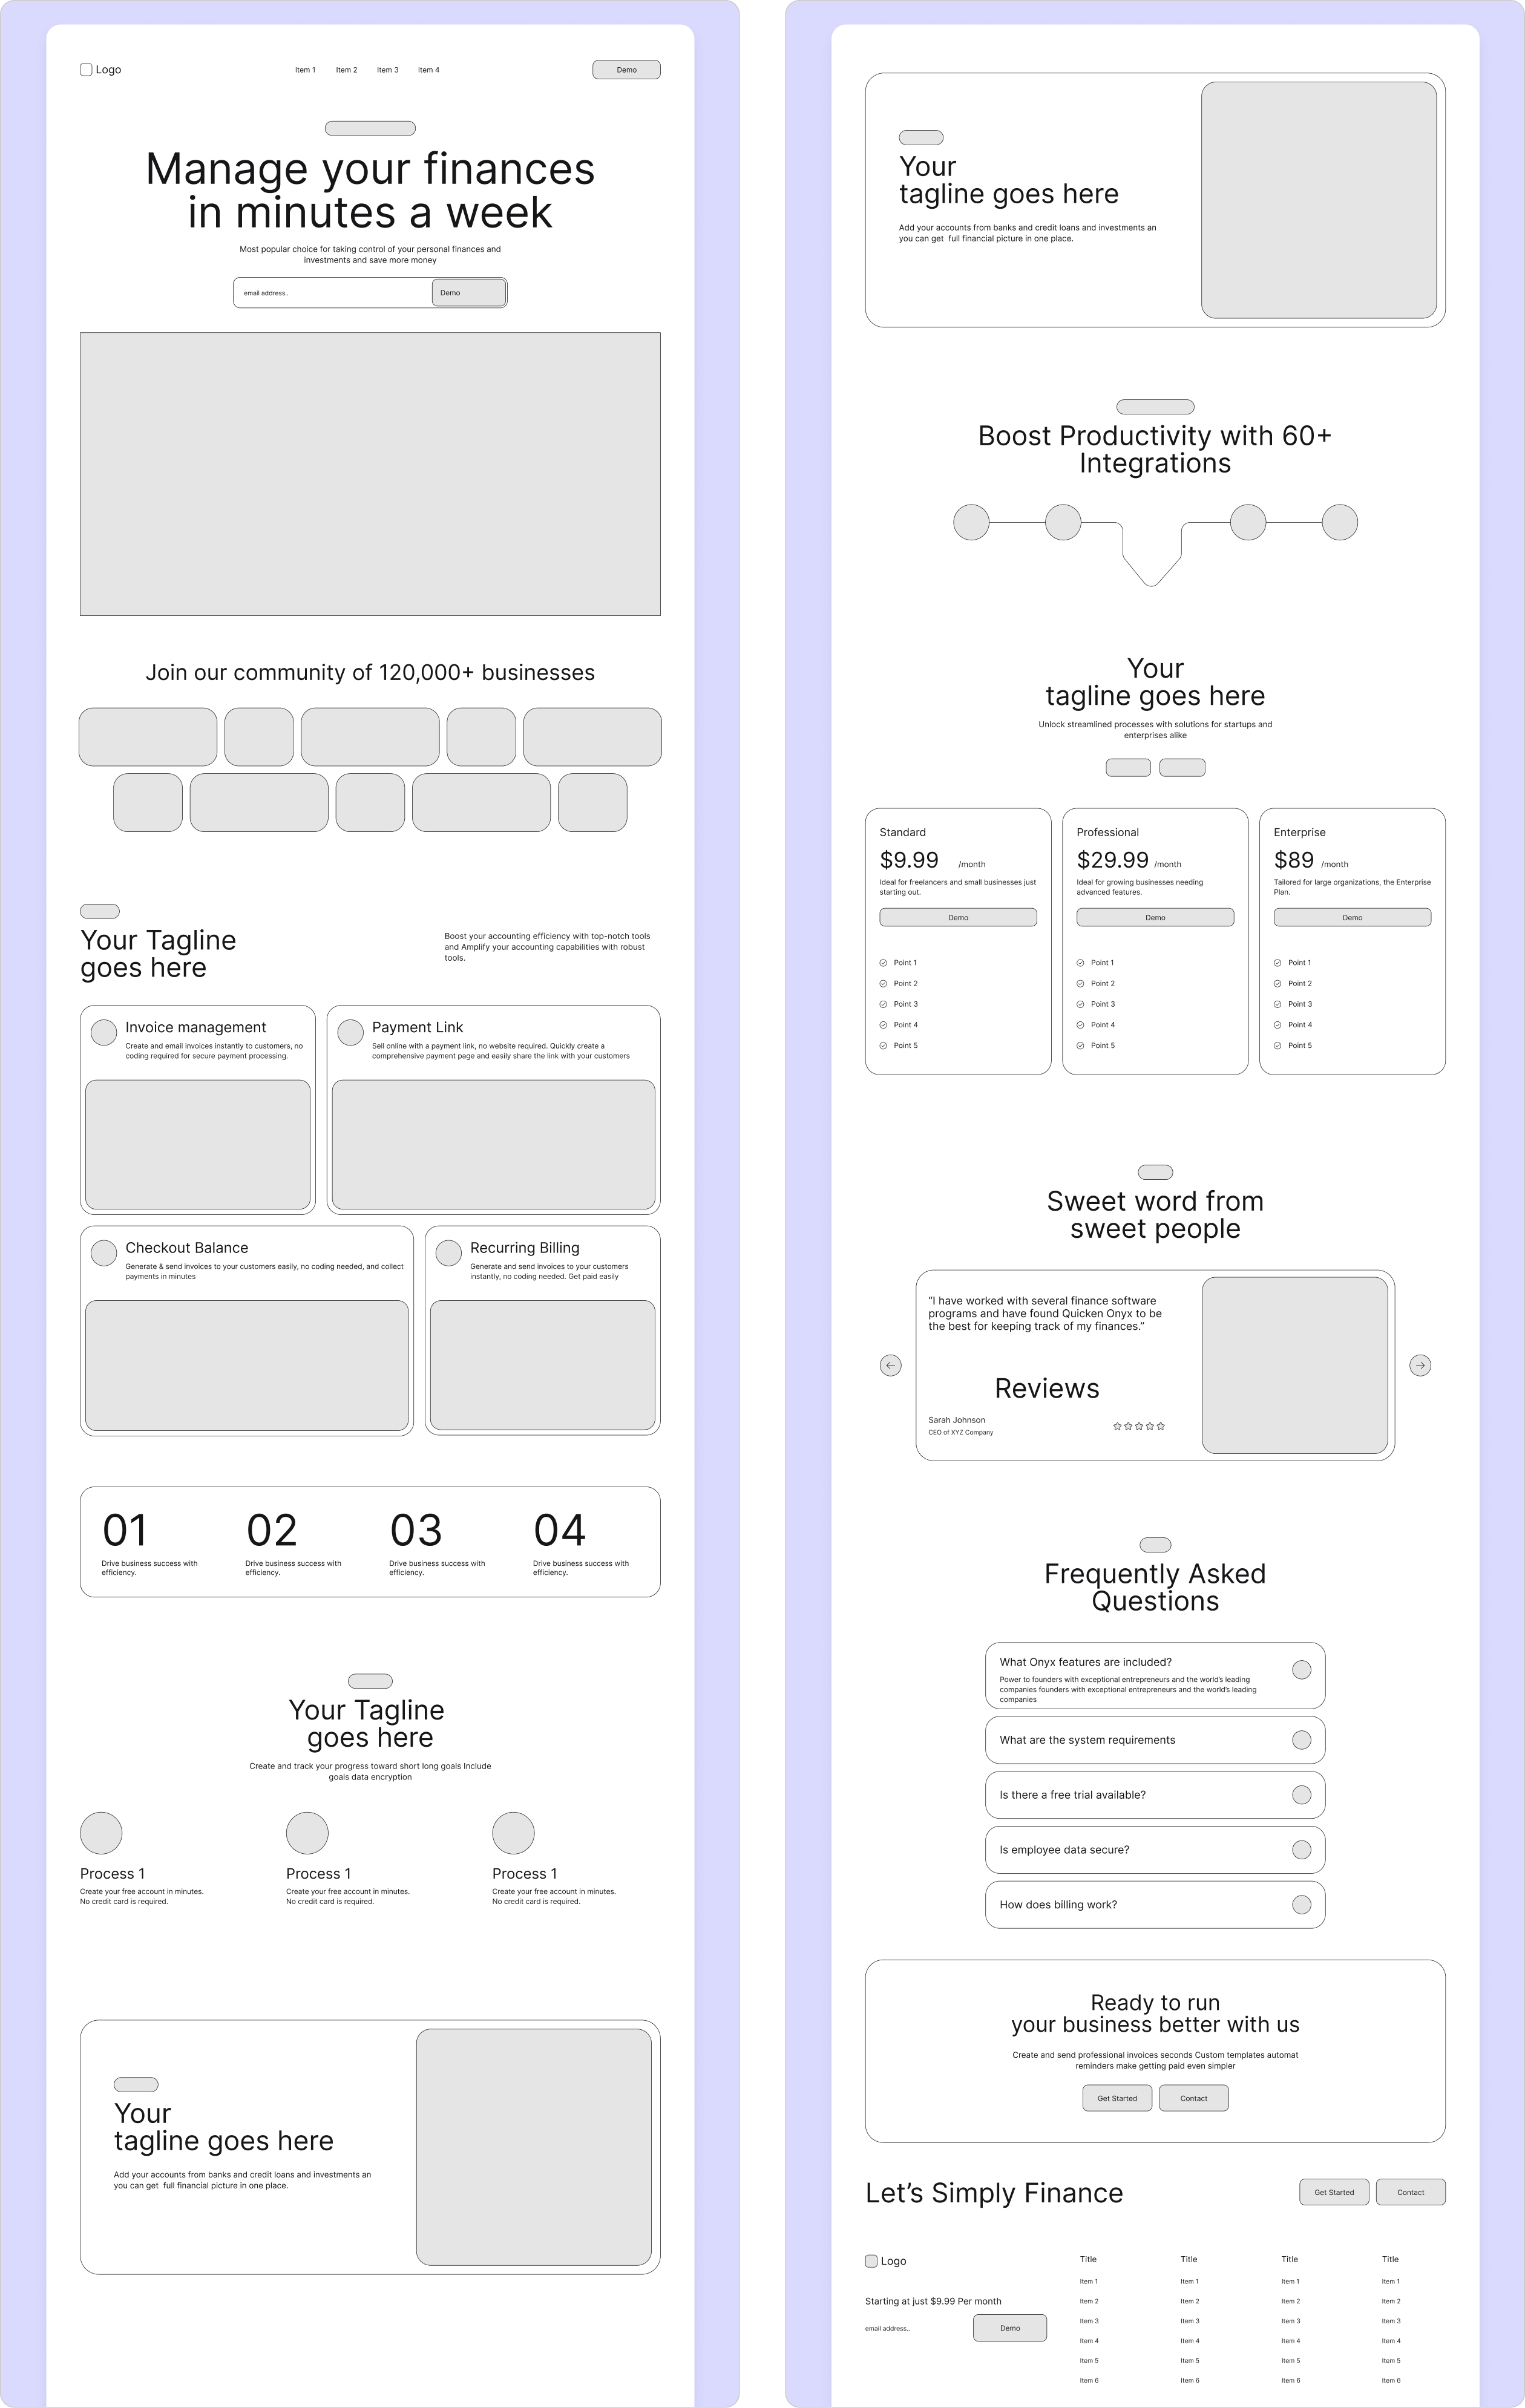 Logo
Item 1
Item 2
Item 3
Item 4
Demo
Manage your finances
in minutes a week
Most popular choice for taking control of your personal finances and
investments and save more money
email address..
Demo
Join our community of 120,000+ businesses
Your Tagline
goes here
Boost your accounting efficiency with top-notch tools
and Amplify your accounting capabilities with robust
tools.
Invoice management
Create and email invoices instantly to customers, no
coding required for secure payment processing.
Payment Link
Sell online with a payment link, no website required. Quickly create a
comprehensive payment page and easily share the link with your customers
Checkout Balance
Generate & send invoices to your customers easily, no coding needed, and collect
payments in minutes
Recurring Billing
Generate and send invoices to your customers
instantly, no coding needed. Get paid easily
01
Drive business success with
efficiency.
02
Drive business success with
efficiency.
03
Drive business success with
efficiency.
04
Drive business success with
efficiency.
Your Tagline
goes here
Create and track your progress toward short long goals Include
goals data encryption
Process 1
Create your free account in minutes.
No credit card is required.
Process 1
Create your free account in minutes.
No credit card is required.
Process 1
Create your free account in minutes.
No credit card is required.
Your
tagline goes here
Add your accounts from banks and credit loans and investments an
you can get  full financial picture in one place.
Your
tagline goes here
Add your accounts from banks and credit loans and investments an
you can get  full financial picture in one place.
Boost Productivity with 60+
Integrations
Your
tagline goes here
Unlock streamlined processes with solutions for startups and
enterprises alike
Standard
$9.99 /month
Ideal for freelancers and small businesses just
starting out.
Demo
Point 1
Point 2
Point 3
Point 4
Point 5
Professional
$29.99 /month
Ideal for growing businesses needing
advanced features.
Demo
Point 1
Point 2
Point 3
Point 4
Point 5
Enterprise
$89 /month
Tailored for large organizations, the Enterprise
Plan.
Demo
Point 1
Point 2
Point 3
Point 4
Point 5
Sweet word from
sweet people
“I have worked with several finance software
programs and have found Quicken Onyx to be
the best for keeping track of my finances.”
Reviews
Sarah Johnson
CEO of XYZ Company
Frequently Asked
Questions
What Onyx features are included?
Power to founders with exceptional entrepreneurs and the world’s leading
companies founders with exceptional entrepreneurs and the world’s leading
companies
What are the system requirements
Is there a free trial available?
Is employee data secure?
How does billing work?
Ready to run
your business better with us
Create and send professional invoices seconds Custom templates automat
reminders make getting paid even simpler
Get Started
Contact
Let’s Simply Finance
Get Started
Contact
Logo
Starting at just $9.99 Per month
email address..
Demo
Title
Item 1
Item 2
Item 3
Item 4
Item 5
Item 6
Title
Item 1
Item 2
Item 3
Item 4
Item 5
Item 6
Title
Item 1
Item 2
Item 3
Item 4
Item 5
Item 6
Title
Item 1
Item 2
Item 3
Item 4
Item 5
Item 6